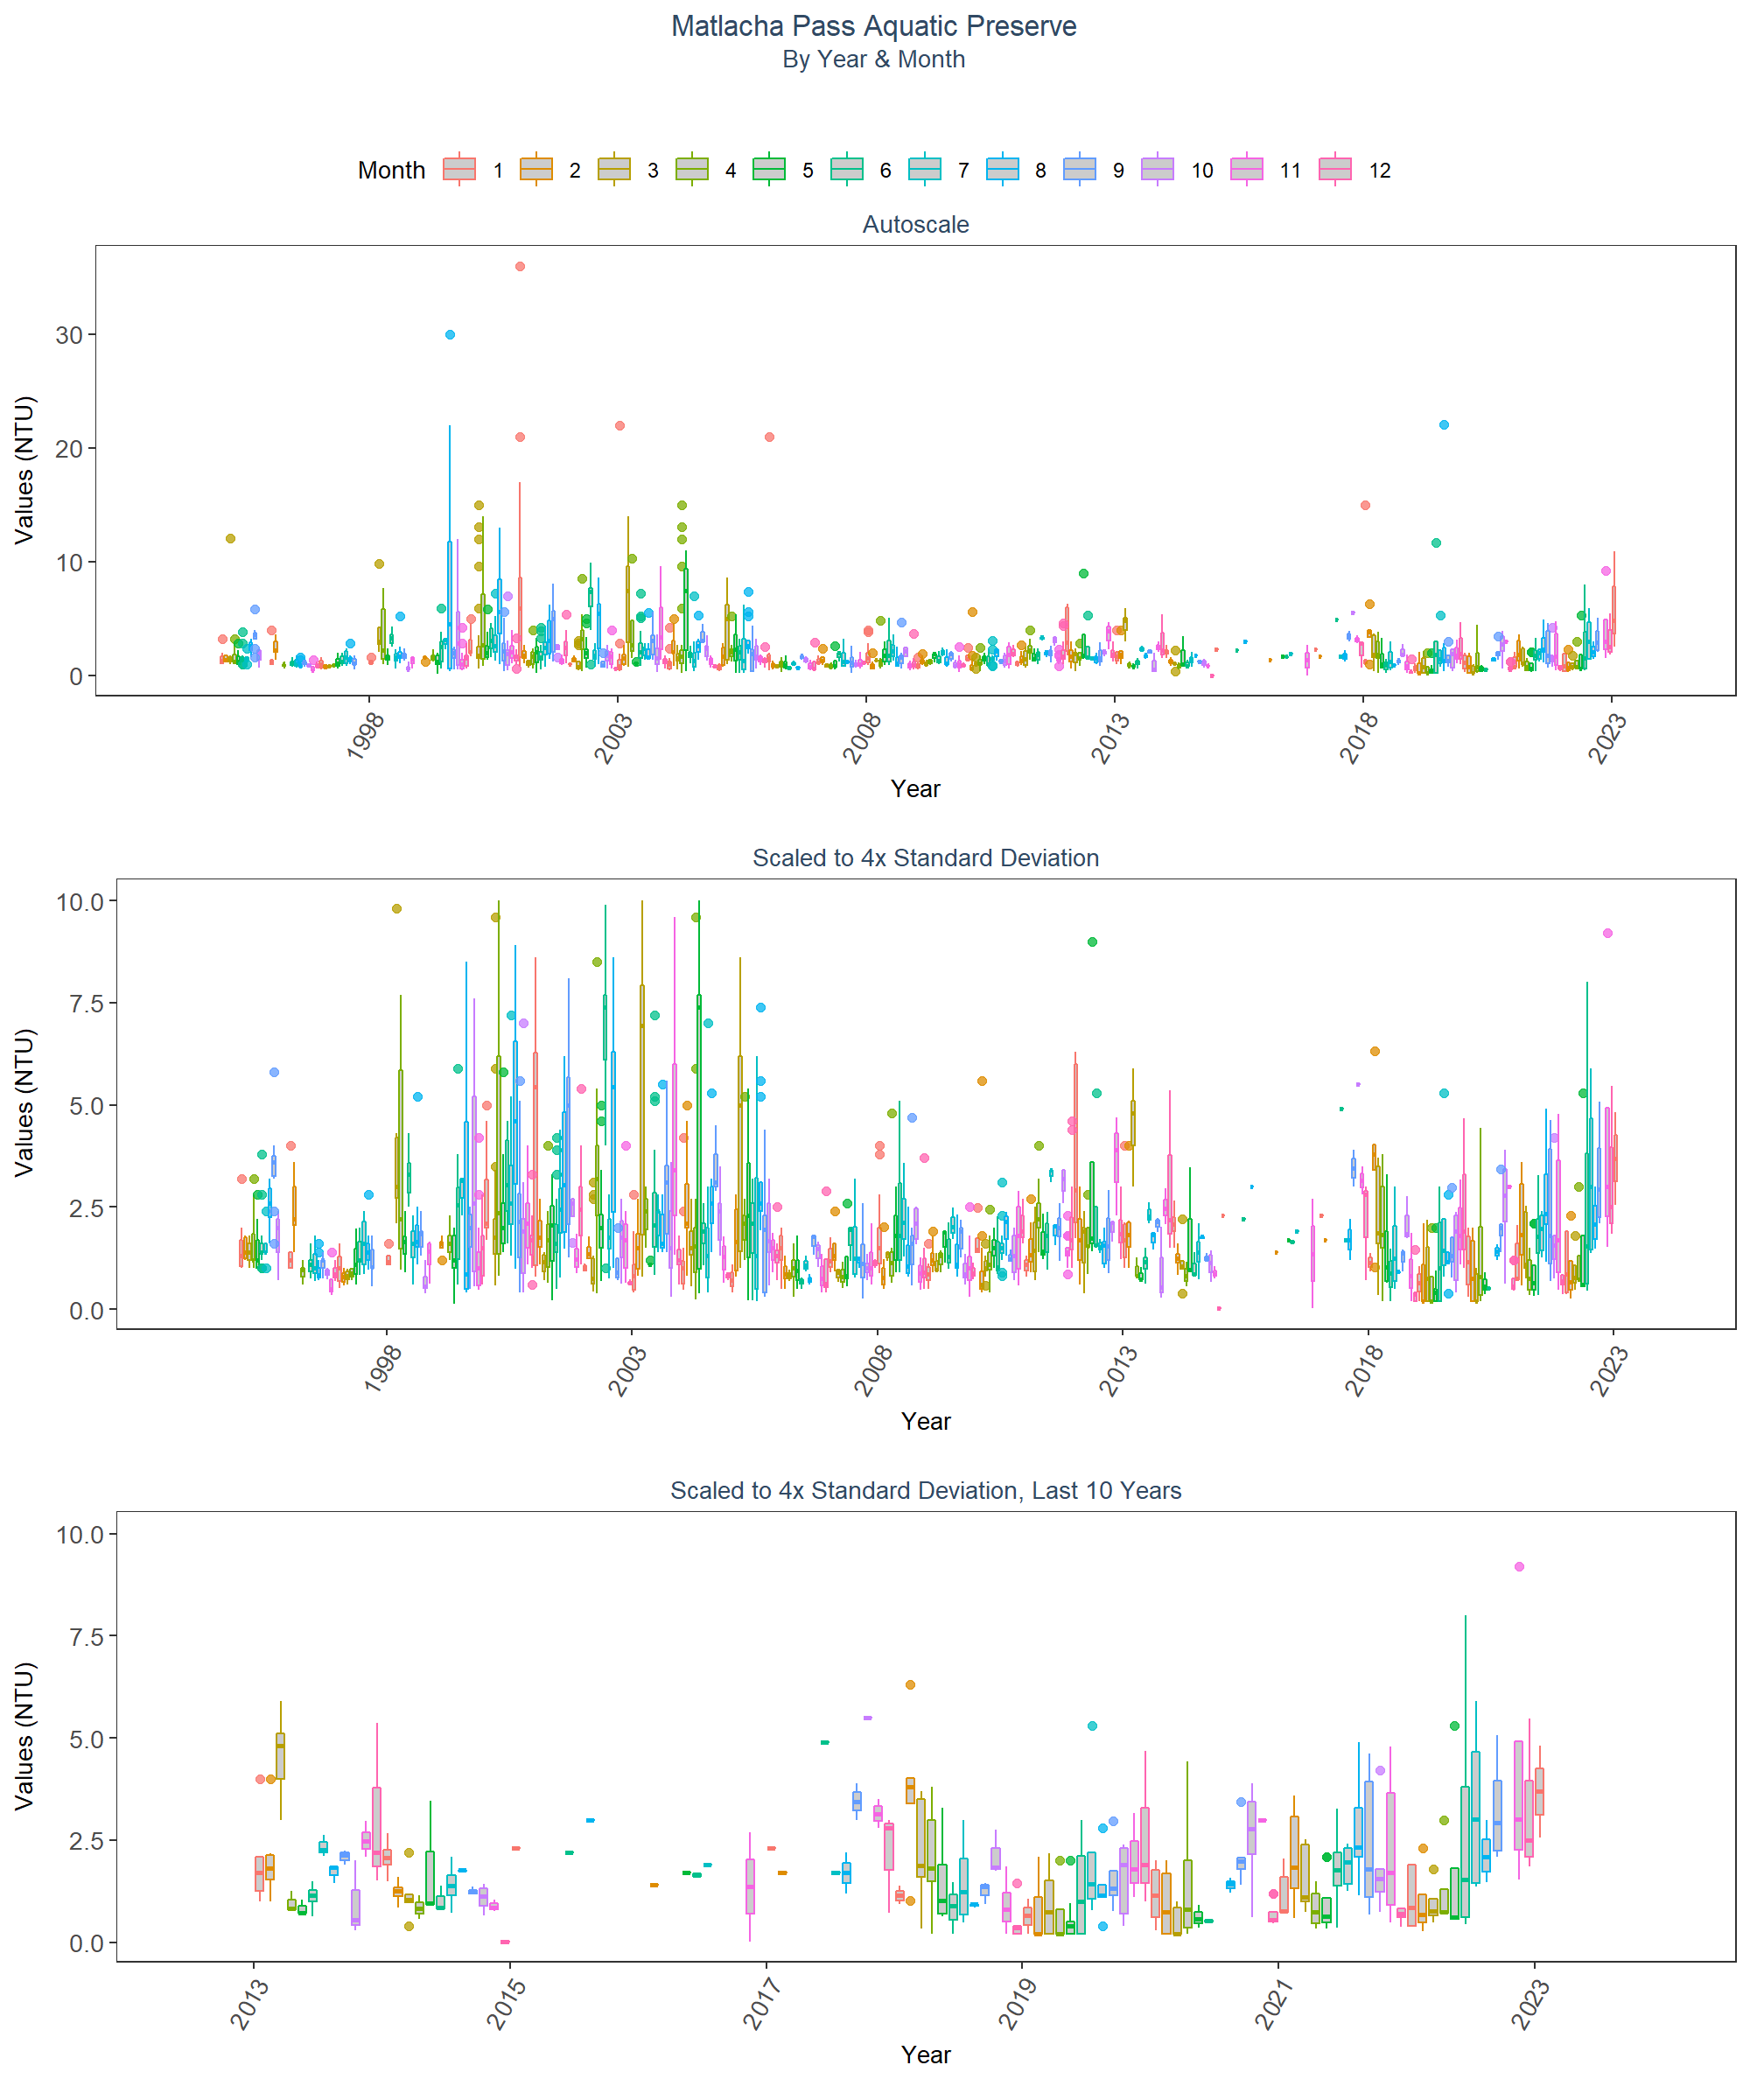 Matlacha Pass Aquatic Preserve
By Year & Month
Month 1 2 3 4 5 6 7 8 9 10 11 12
Autoscale
Values (NTU)
30
20
10
0
1998 2003 2008 2013 2018 2023
Year
Scaled to 4x Standard Deviation
Values (NTU)
10.0
7.5
5.0
2.5
0.0
1998 2003 2008 2013 2018 2023
Year
Scaled to 4x Standard Deviation, Last 10 Years
Values (NTU)
10.0
7.5
5.0
2.5
0.0
2013 2015 2017 2019 2021 2023
Year